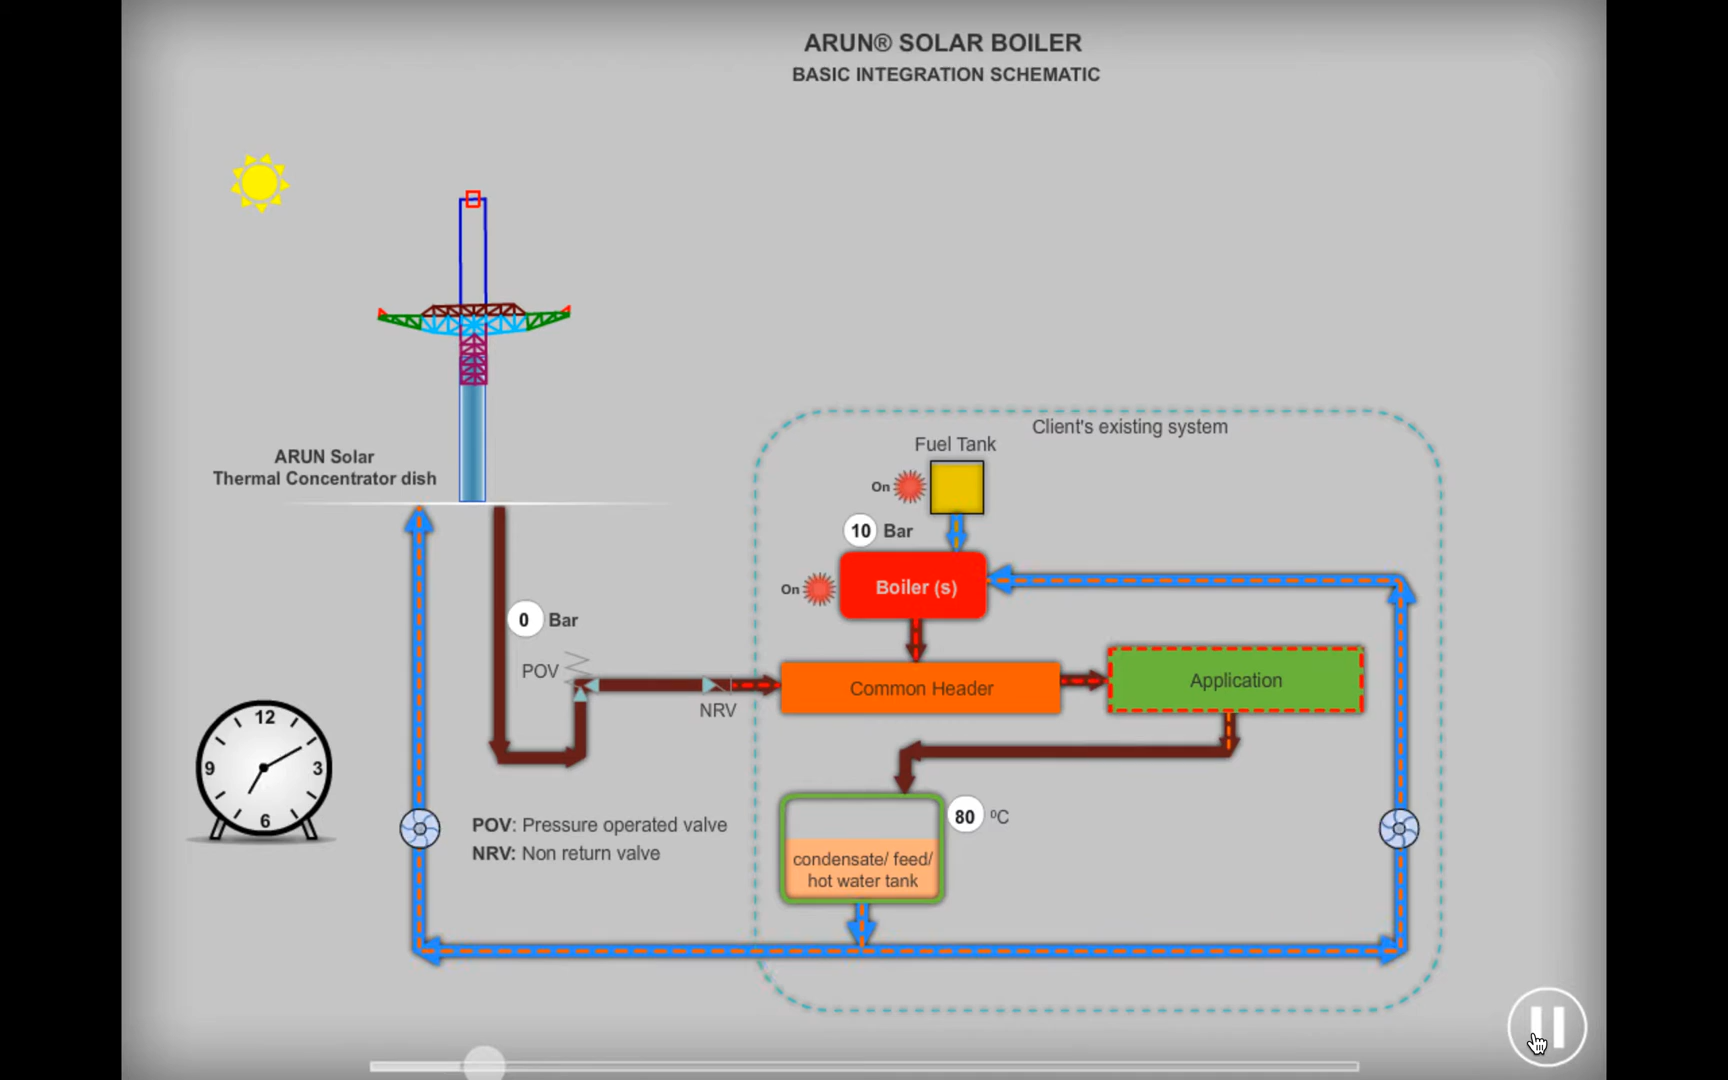 ARUN® SOLAR BOILER
BASIC INTEGRATION SCHEMATIC
Client's existing system
Fuel Tank
On
10 Bar
Boiler (s)
On
ARUN Solar
Thermal Concentrator dish
0 Bar
POV
NRV
Common Header
Application
12
9
3
6
POV: Pressure operated valve
NRV: Non return valve
80 ºC
condensate/ feed/
hot water tank